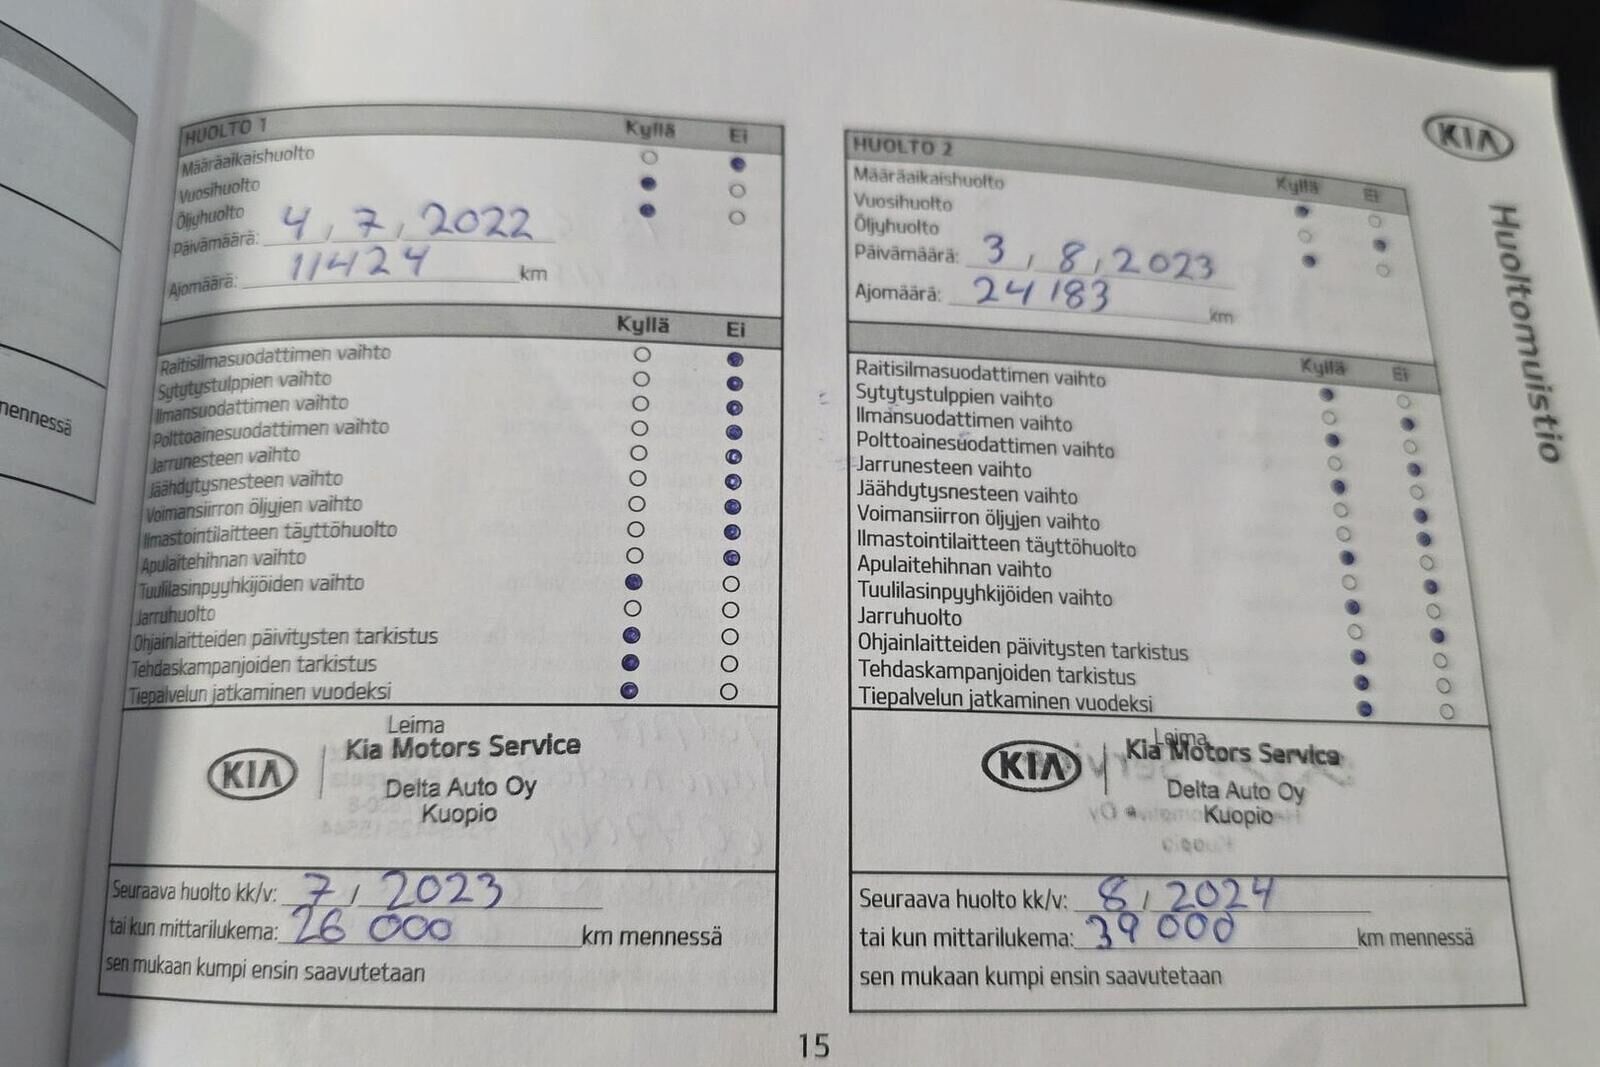 mennessä
HUOLTO 1 Kyllä Ei
Määräaikaishuolto
Vuosihuolto
Öljyhuolto
Päivämäärä: 4, 7, 2022
Ajomäärä: 11424 km
Kyllä Ei
Raitisilmasuodattimen vaihto
Sytytystulppien vaihto
Ilmansuodattimen vaihto
Polttoainesuodattimen vaihto
Jarrunesteen vaihto
Jäähdytysnesteen vaihto
Voimansiirron öljyjen vaihto
Ilmastointilaitteen täyttöhuolto
Apulaitehihnan vaihto
Tuulilasinpyyhkijöiden vaihto
Jarruhuolto
Ohjainlaitteiden päivitysten tarkistus
Tehdaskampanjoiden tarkistus
Tiepalvelun jatkaminen vuodeksi
Leima
KIA Kia Motors Service
Delta Auto Oy
Kuopio
Seuraava huolto kk/v: 7 / 2023
tai kun mittarilukema: 26 000 km mennessä
sen mukaan kumpi ensin saavutetaan
HUOLTO 2 Kyllä Ei
Määräaikaishuolto
Vuosihuolto
Öljyhuolto
Päivämäärä: 3, 8, 2023
Ajomäärä: 24183 km
Kyllä Ei
Raitisilmasuodattimen vaihto
Sytytystulppien vaihto
Ilmansuodattimen vaihto
Polttoainesuodattimen vaihto
Jarrunesteen vaihto
Jäähdytysnesteen vaihto
Voimansiirron öljyjen vaihto
Ilmastointilaitteen täyttöhuolto
Apulaitehihnan vaihto
Tuulilasinpyyhkijöiden vaihto
Jarruhuolto
Ohjainlaitteiden päivitysten tarkistus
Tehdaskampanjoiden tarkistus
Tiepalvelun jatkaminen vuodeksi
Leima
KIA Kia Motors Service
Delta Auto Oy
Kuopio
Seuraava huolto kk/v: 8 / 2024
tai kun mittarilukema: 39 000 km mennessä
sen mukaan kumpi ensin saavutetaan
KIA
Huoltomuistio
15